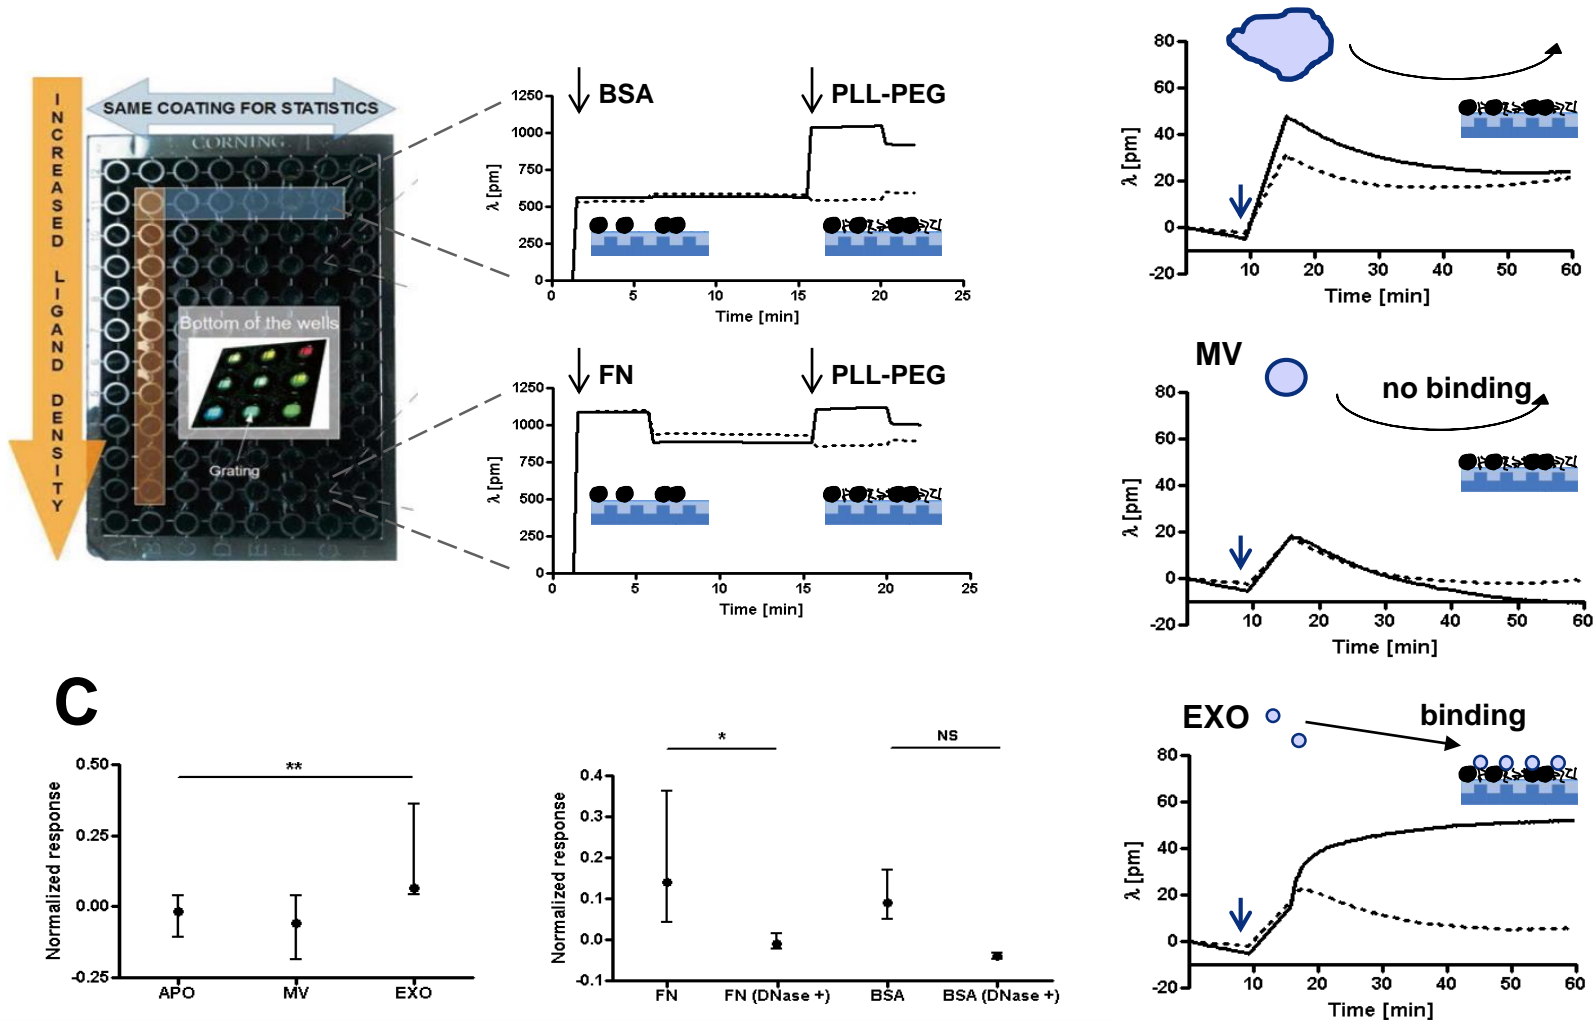 INCREASED LIGAND DENSITY
SAME COATING FOR STATISTICS
CORNING
Bottom of the wells
Grating
A
B
C
D
E
F
G
BSA
PLL-PEG
λ [pm]
1250
1000
750
500
250
0
0 5 10 15 20 25
Time [min]
FN
PLL-PEG
λ [pm]
1250
1000
750
500
250
0
0 5 10 15 20 25
Time [min]
λ [pm]
80
60
40
20
0
-20
10 20 30 40 50 60
Time [min]
MV
no binding
λ [pm]
80
60
40
20
0
-20
10 20 30 40 50 60
Time [min]
EXO
binding
λ [pm]
80
60
40
20
0
-20
10 20 30 40 50 60
Time [min]
C
Normalized response
0.50
0.25
0.00
-0.25
**
APO MV EXO
Normalized response
0.4
0.3
0.2
0.1
0.0
-0.1
*
NS
FN FN (DNase +) BSA BSA (DNase +)